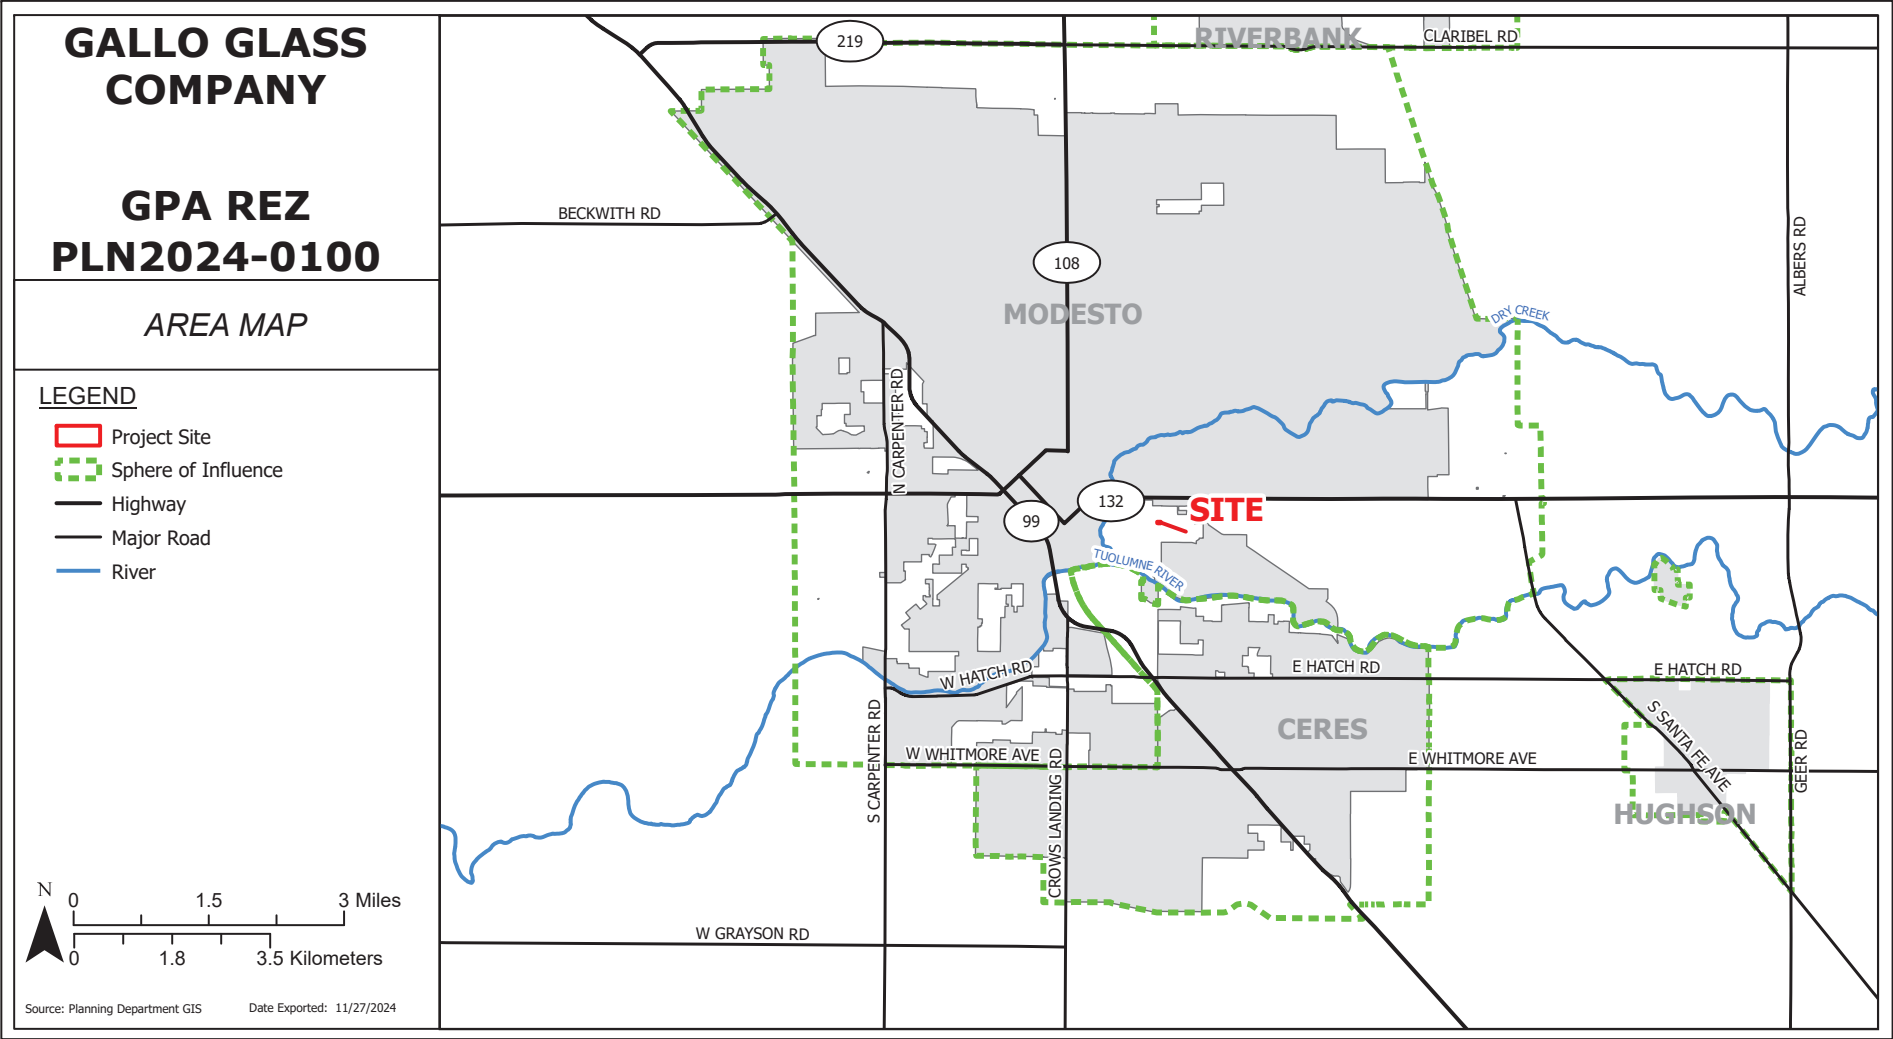 GALLO GLASS
COMPANY
GPA REZ
PLN2024-0100
AREA MAP
LEGEND
Project Site
Sphere of Influence
Highway
Major Road
River
N
0 1.5 3 Miles
0 1.8 3.5 Kilometers
Source: Planning Department GIS Date Exported: 11/27/2024
RIVERBANK
CLARIBEL RD
219
BECKWITH RD
ALBERS RD
108
MODESTO
DRY CREEK
N CARPENTER RD
132
SITE
99
TUOLUMNE RIVER
W HATCH RD
E HATCH RD
E HATCH RD
S CARPENTER RD
CERES
S SANTA FE AVE
W WHITMORE AVE
E WHITMORE AVE
GEER RD
CROWS LANDING RD
HUGHSON
W GRAYSON RD